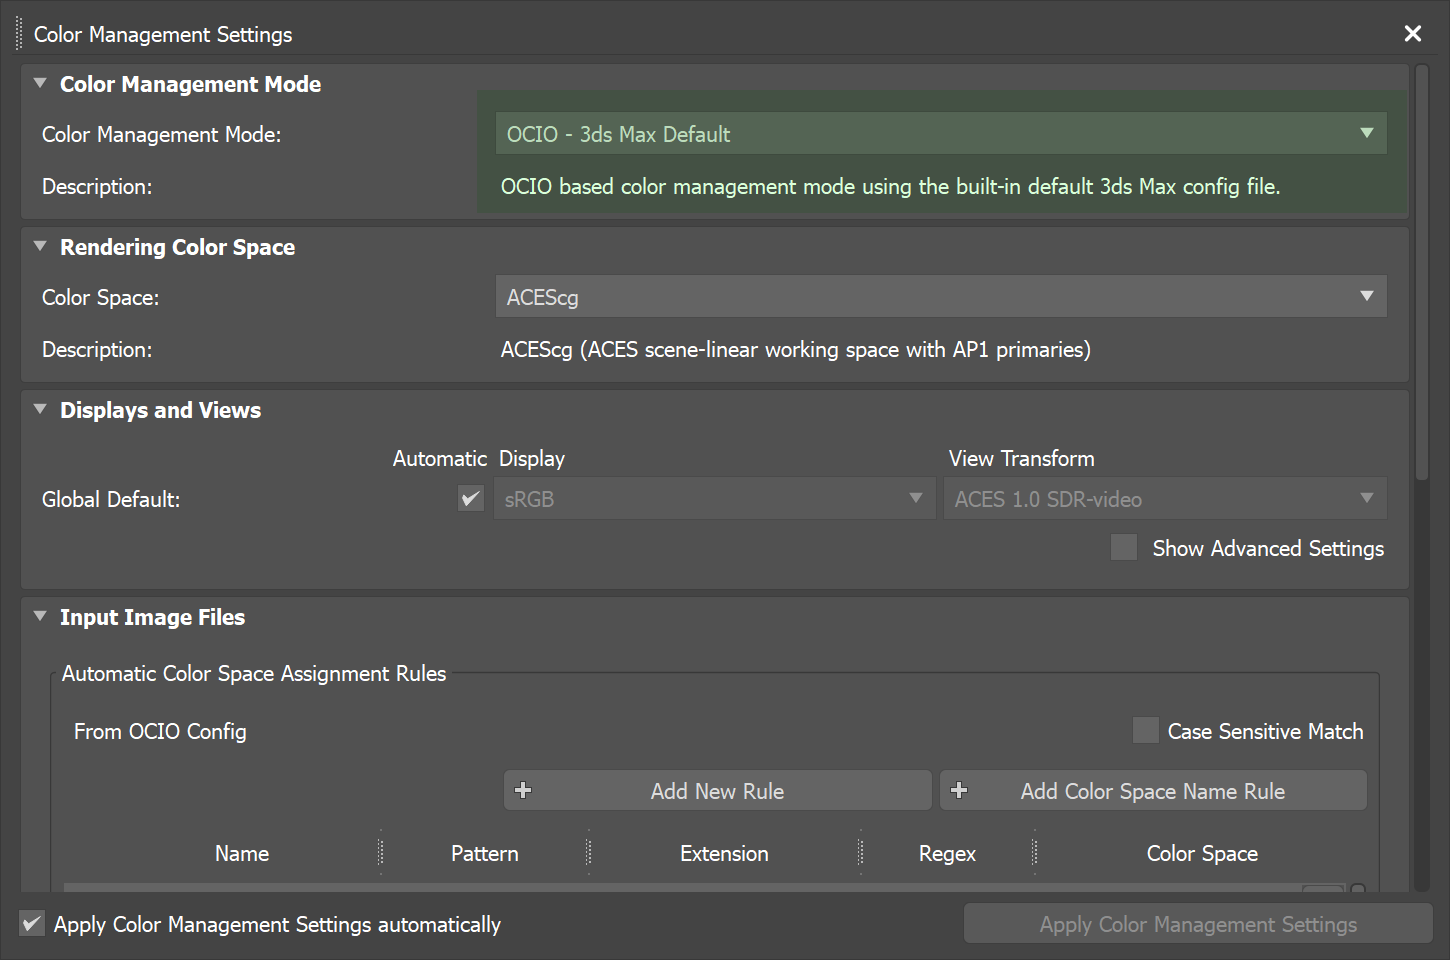 Color Management Settings
Color Management Mode
Color Management Mode: OCIO - 3ds Max Default
Description: OCIO based color management mode using the built-in default 3ds Max config file.
Rendering Color Space
Color Space: ACEScg
Description: ACEScg (ACES scene-linear working space with AP1 primaries)
Displays and Views
Automatic Display View Transform
Global Default: sRGB ACES 1.0 SDR-video
Show Advanced Settings
Input Image Files
Automatic Color Space Assignment Rules
From OCIO Config Case Sensitive Match
Add New Rule Add Color Space Name Rule
Name Pattern Extension Regex Color Space
Apply Color Management Settings automatically Apply Color Management Settings